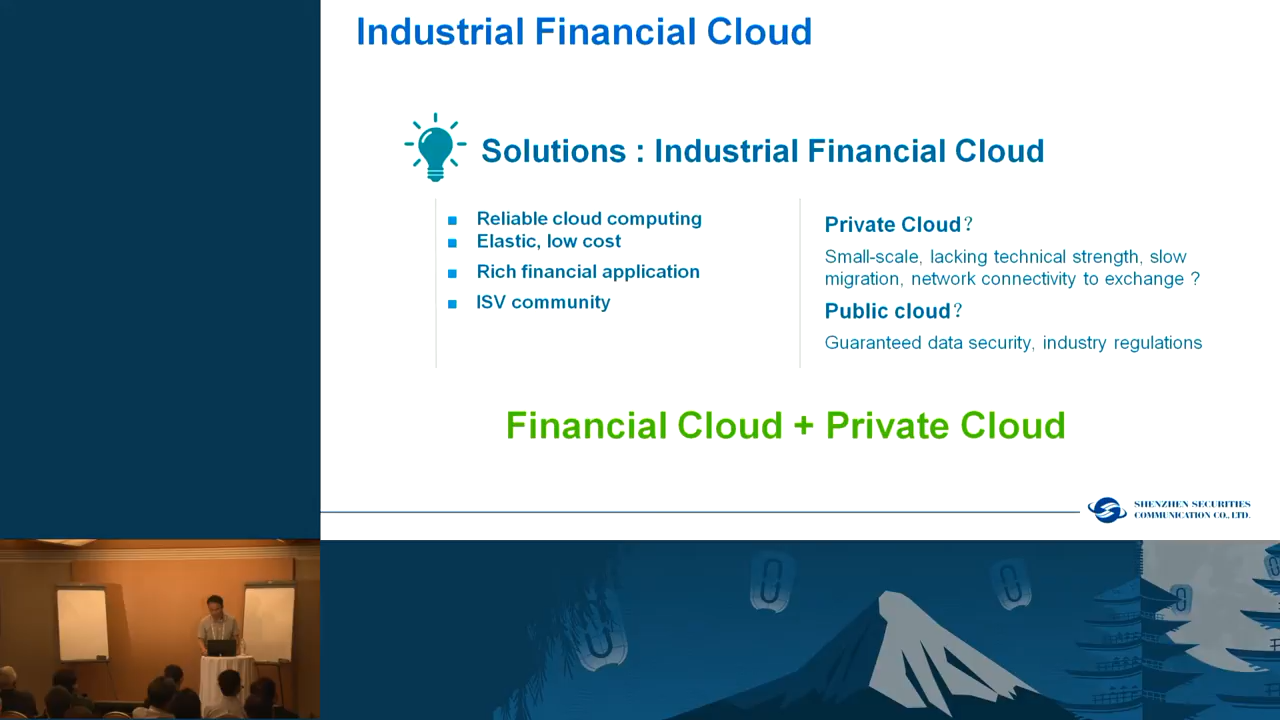 Industrial Financial Cloud
Solutions : Industrial Financial Cloud
Reliable cloud computing
Elastic, low cost
Rich financial application
ISV community
Private Cloud？
Small-scale, lacking technical strength, slow
migration, network connectivity to exchange ?
Public cloud？
Guaranteed data security, industry regulations
Financial Cloud + Private Cloud
SHENZHEN SECURITIES
COMMUNICATION CO., LTD.